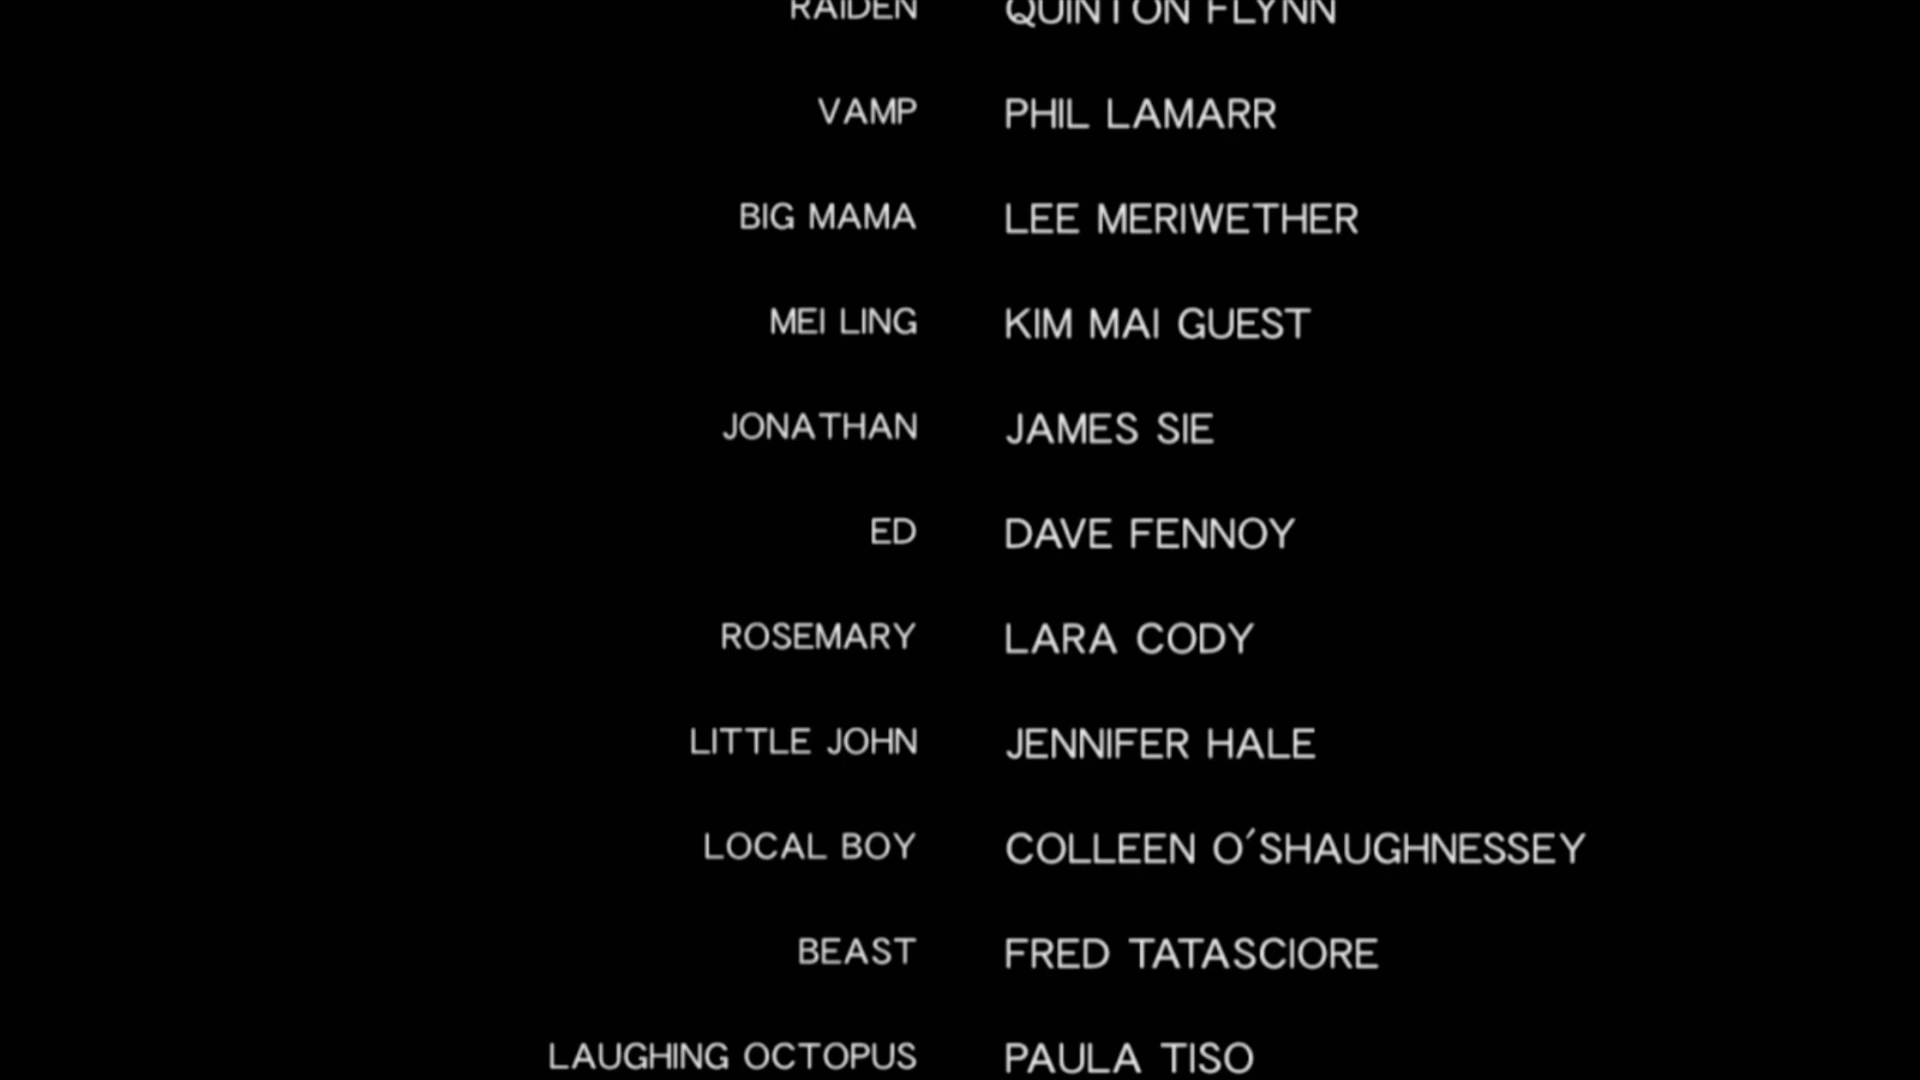 RAIDEN QUINTON FLYNN
VAMP PHIL LAMARR
BIG MAMA LEE MERIWETHER
MEI LING KIM MAI GUEST
JONATHAN JAMES SIE
ED DAVE FENNOY
ROSEMARY LARA CODY
LITTLE JOHN JENNIFER HALE
LOCAL BOY COLLEEN O'SHAUGHNESSEY
BEAST FRED TATASCIORE
LAUGHING OCTOPUS PAULA TISO